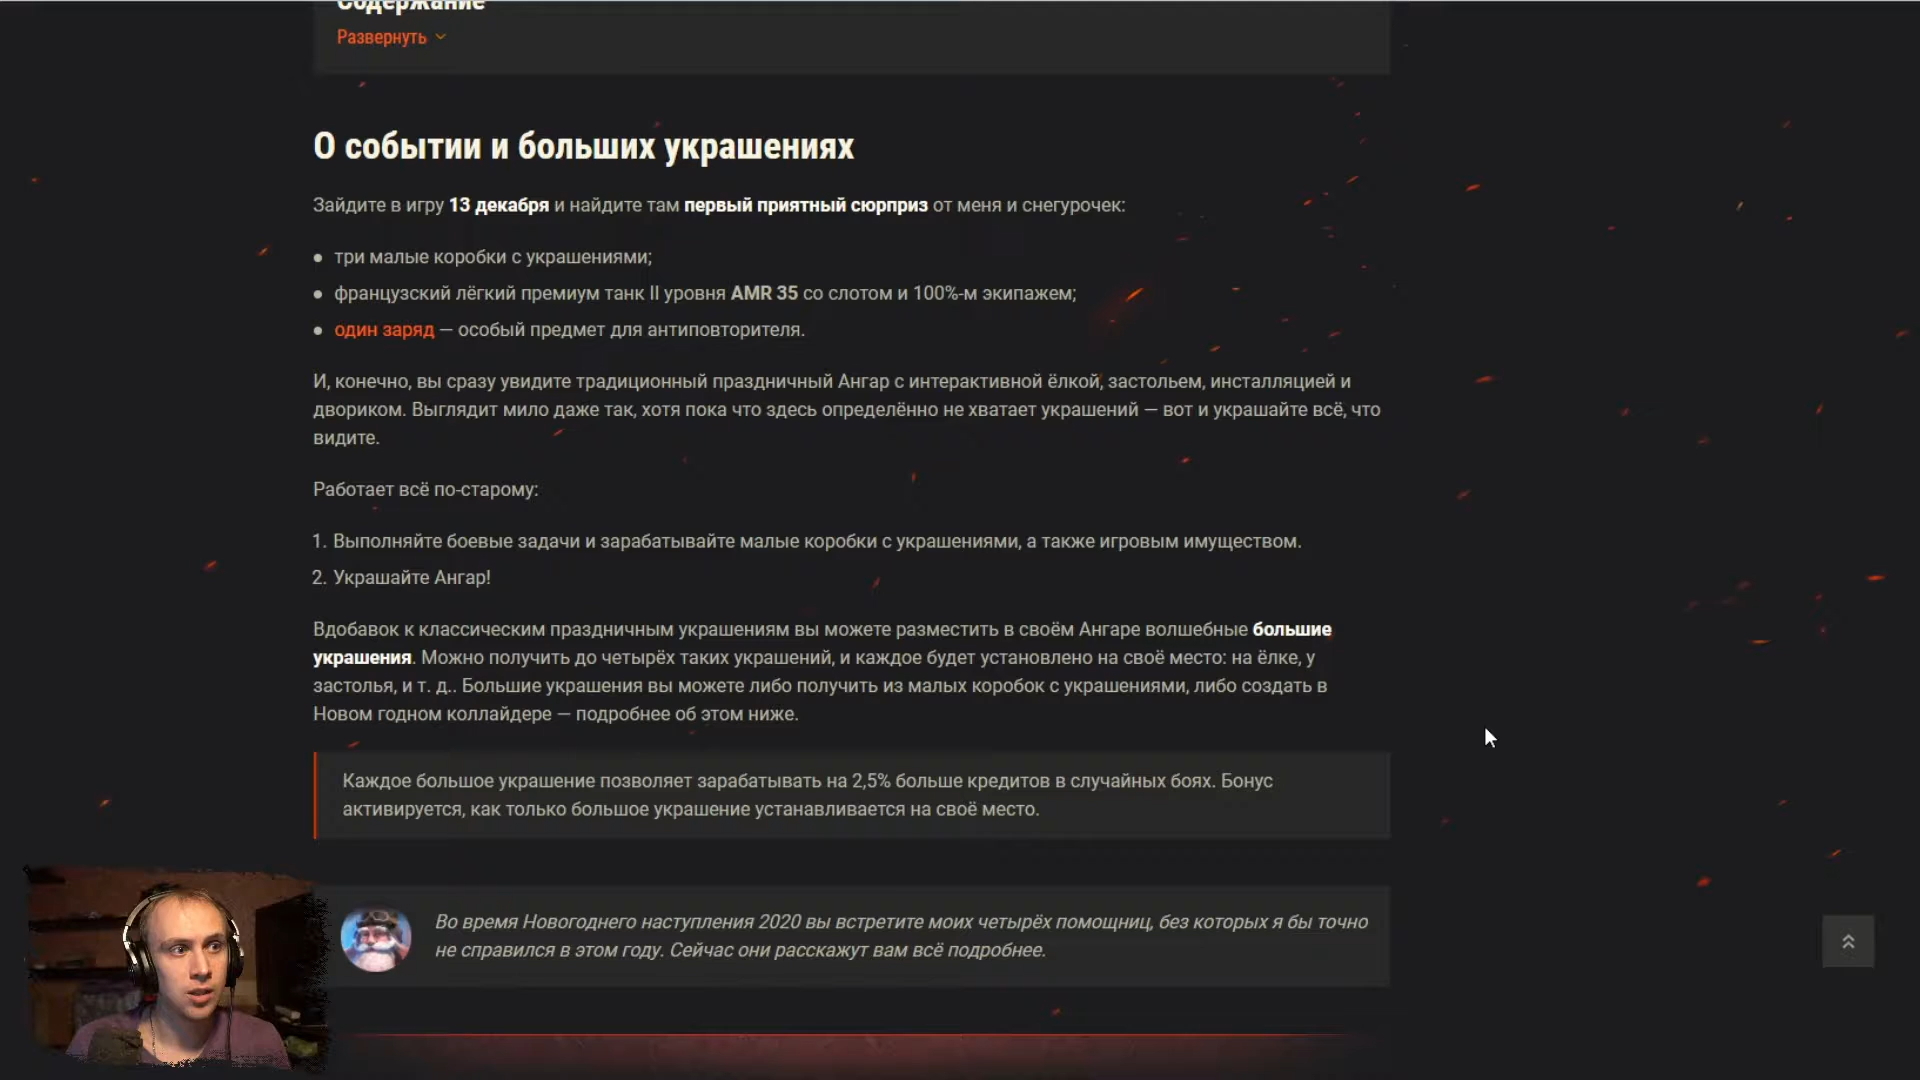 Содержание
Развернуть
О событии и больших украшениях
Зайдите в игру 13 декабря и найдите там первый приятный сюрприз от меня и снегурочек:
три малые коробки с украшениями;
французский лёгкий премиум танк II уровня AMR 35 со слотом и 100%-м экипажем;
один заряд — особый предмет для антиповторителя.
И, конечно, вы сразу увидите традиционный праздничный Ангар с интерактивной ёлкой, застольем, инсталляцией и
двориком. Выглядит мило даже так, хотя пока что здесь определённо не хватает украшений — вот и украшайте всё, что
видите.
Работает всё по-старому:
1. Выполняйте боевые задачи и зарабатывайте малые коробки с украшениями, а также игровым имуществом.
2. Украшайте Ангар!
Вдобавок к классическим праздничным украшениям вы можете разместить в своём Ангаре волшебные большие
украшения. Можно получить до четырёх таких украшений, и каждое будет установлено на своё место: на ёлке, у
застолья, и т. д.. Большие украшения вы можете либо получить из малых коробок с украшениями, либо создать в
Новом годном коллайдере — подробнее об этом ниже.
Каждое большое украшение позволяет зарабатывать на 2,5% больше кредитов в случайных боях. Бонус
активируется, как только большое украшение устанавливается на своё место.
Во время Новогоднего наступления 2020 вы встретите моих четырёх помощниц, без которых я бы точно
не справился в этом году. Сейчас они расскажут вам всё подробнее.